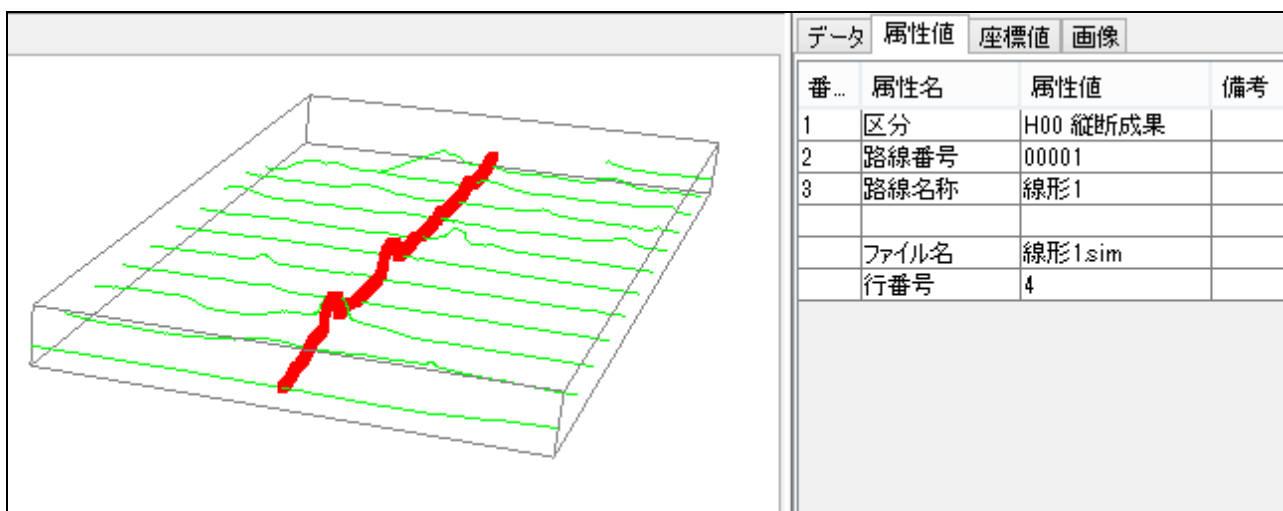 データ 属性値 座標値 画像
番... 属性名 属性値 備考
1 区分 H00 縦断成果
2 路線番号 00001
3 路線名称 線形1
ファイル名 線形1.sim
行番号 4